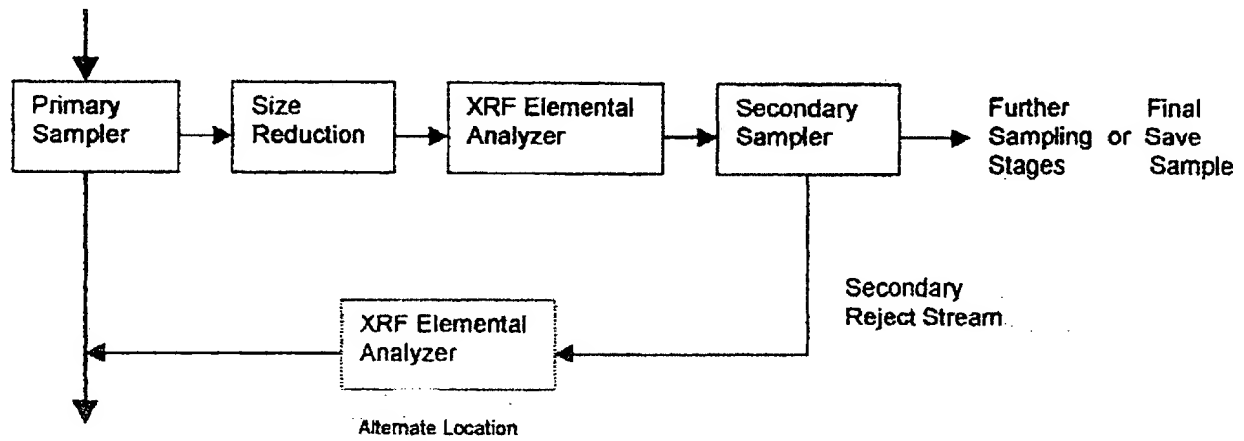 Primary
Sampler
Size
Reduction
XRF Elemental
Analyzer
Secondary
Sampler
Further Final
Sampling or Save
Stages Sample
Secondary
Reject Stream
XRF Elemental
Analyzer
Alternate Location